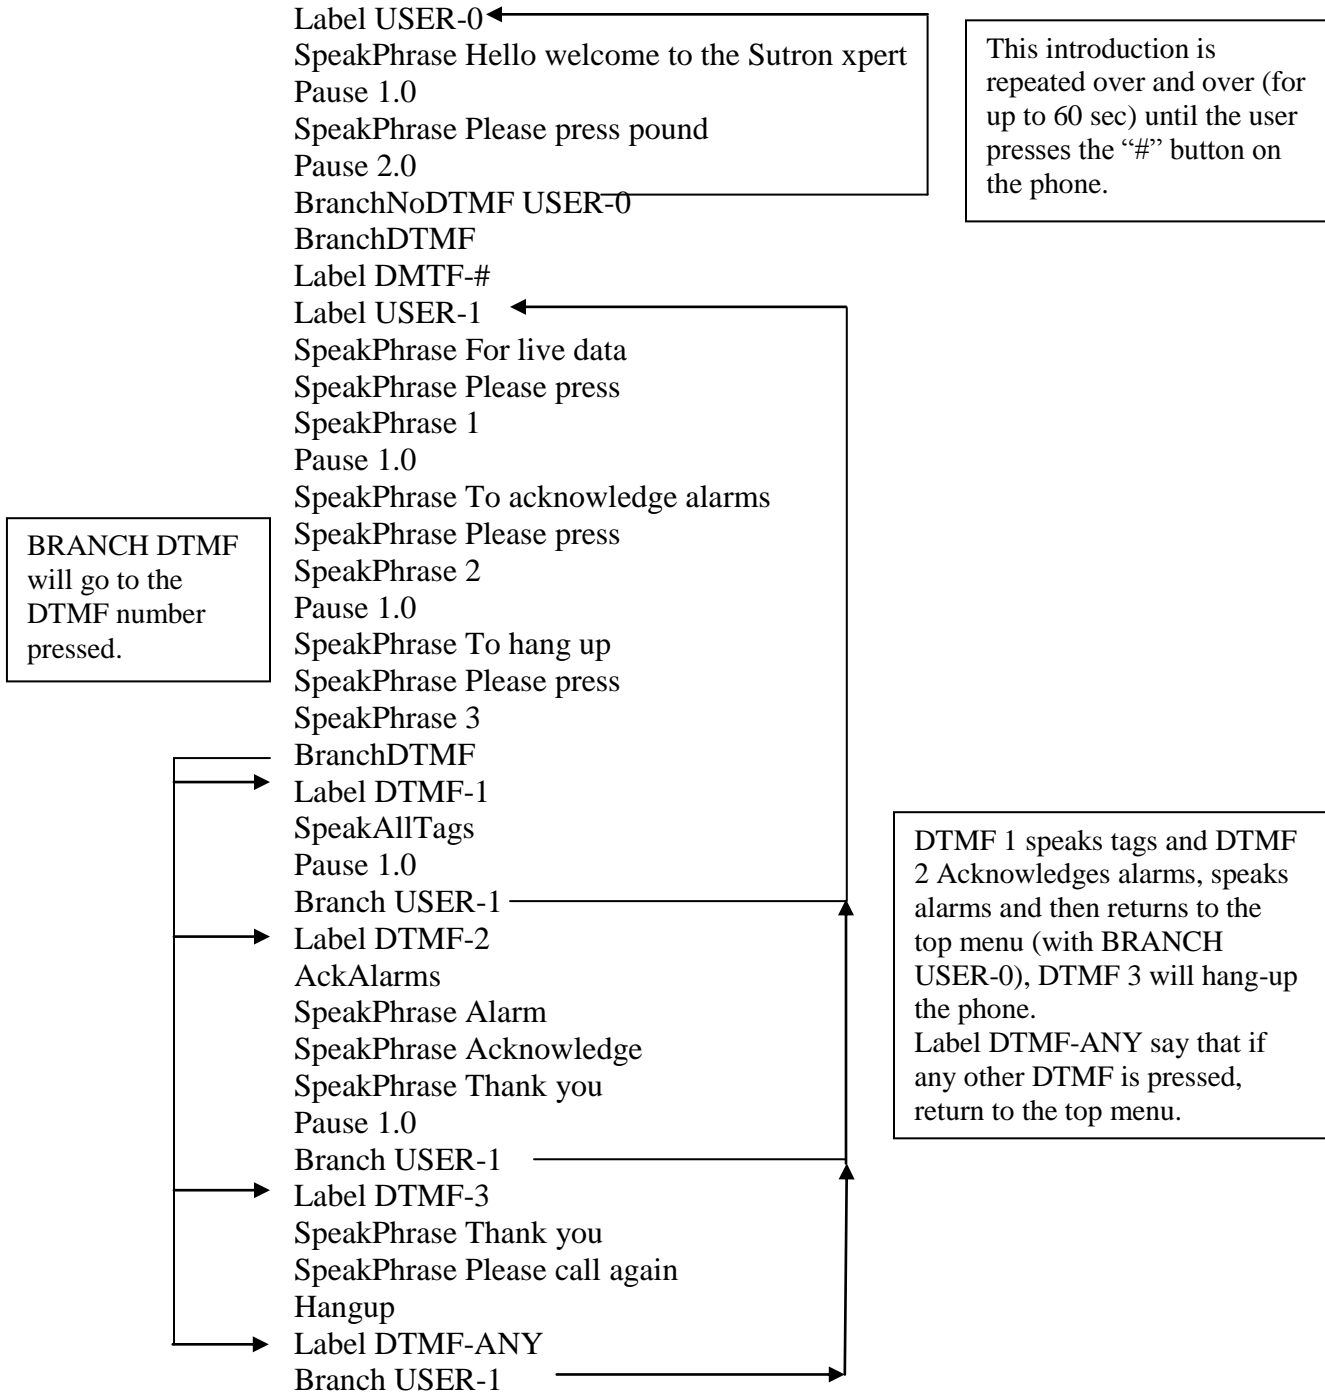 Label USER-0
SpeakPhrase Hello welcome to the Sutron xpert
Pause 1.0
SpeakPhrase Please press pound
Pause 2.0
BranchNoDTMF USER-0
BranchDTMF
Label DMTF-#
Label USER-1
SpeakPhrase For live data
SpeakPhrase Please press
SpeakPhrase 1
Pause 1.0
SpeakPhrase To acknowledge alarms
SpeakPhrase Please press
SpeakPhrase 2
Pause 1.0
SpeakPhrase To hang up
SpeakPhrase Please press
SpeakPhrase 3
BranchDTMF
Label DTMF-1
SpeakAllTags
Pause 1.0
Branch USER-1
Label DTMF-2
AckAlarms
SpeakPhrase Alarm
SpeakPhrase Acknowledge
SpeakPhrase Thank you
Pause 1.0
Branch USER-1
Label DTMF-3
SpeakPhrase Thank you
SpeakPhrase Please call again
Hangup
Label DTMF-ANY
Branch USER-1
This introduction is
repeated over and over (for
up to 60 sec) until the user
presses the “#” button on
the phone.
BRANCH DTMF
will go to the
DTMF number
pressed.
DTMF 1 speaks tags and DTMF
2 Acknowledges alarms, speaks
alarms and then returns to the
top menu (with BRANCH
USER-0), DTMF 3 will hang-up
the phone.
Label DTMF-ANY say that if
any other DTMF is pressed,
return to the top menu.